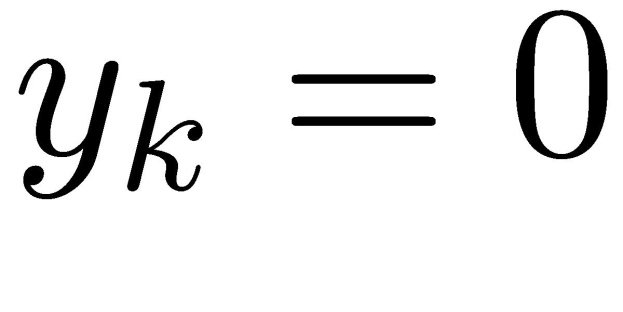 y_k = 0